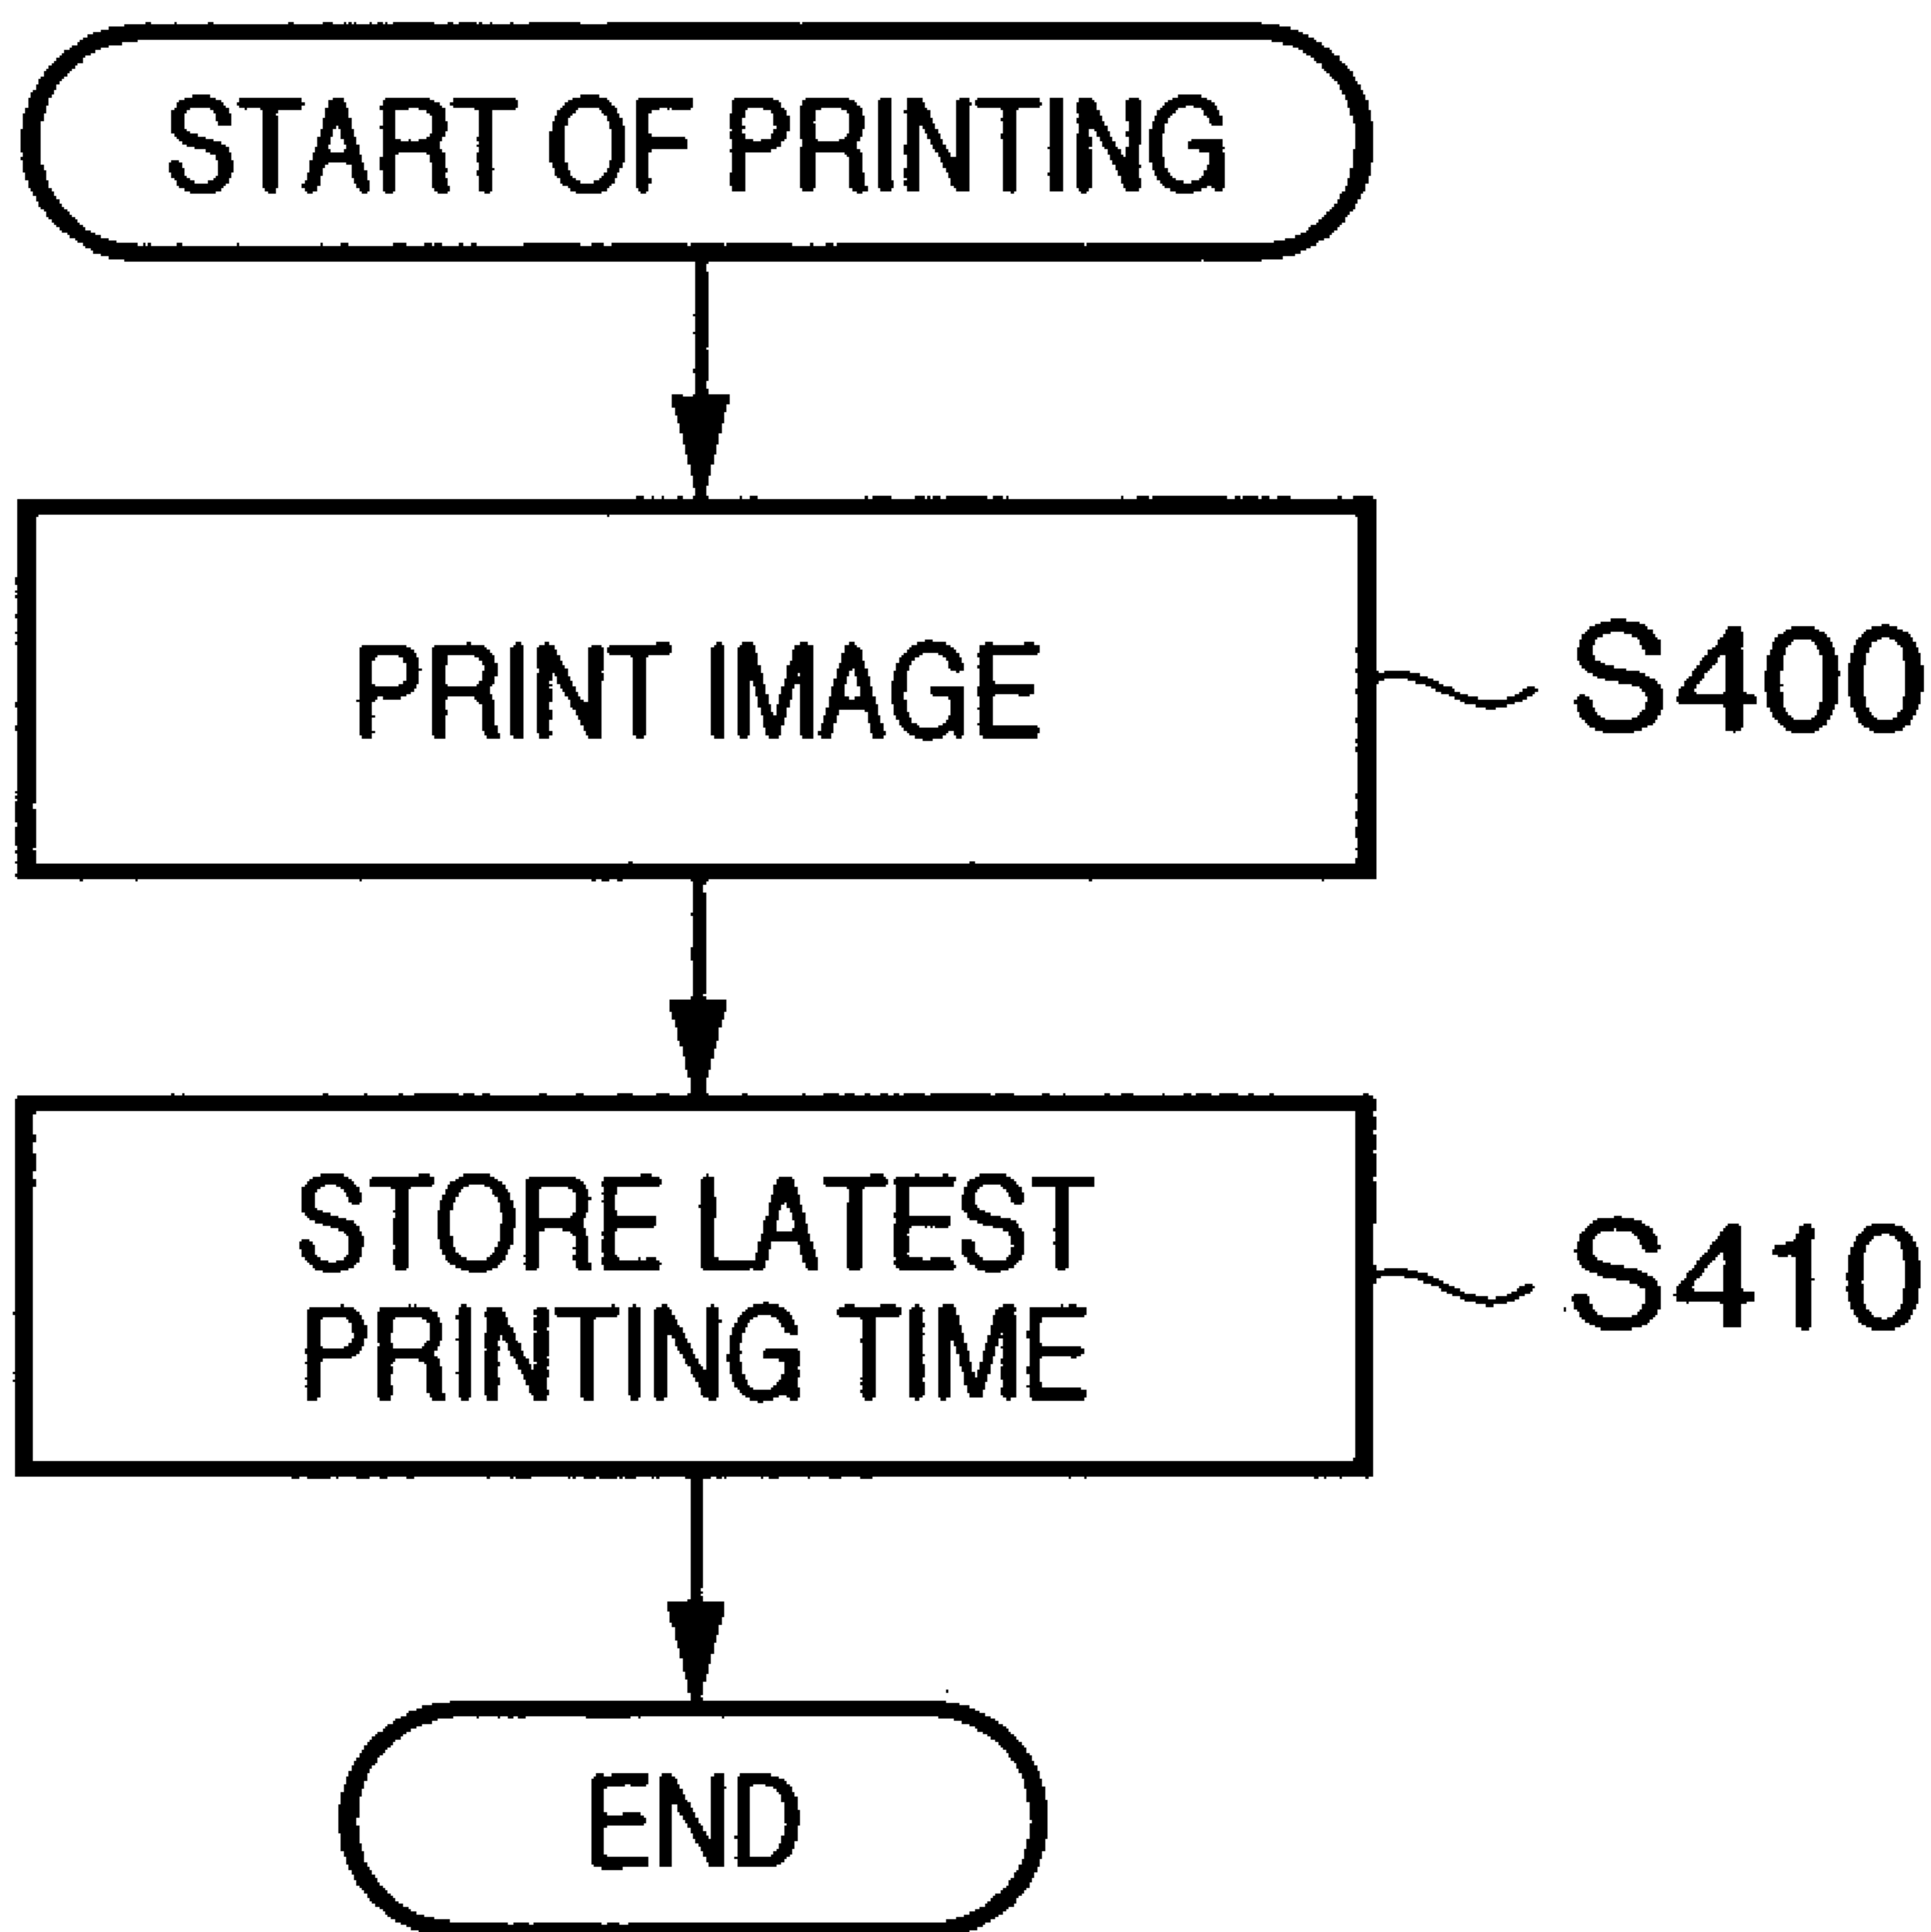 START OF PRINTING
PRINT IMAGE
S400
STORE LATEST
PRINTING TIME
S410
END